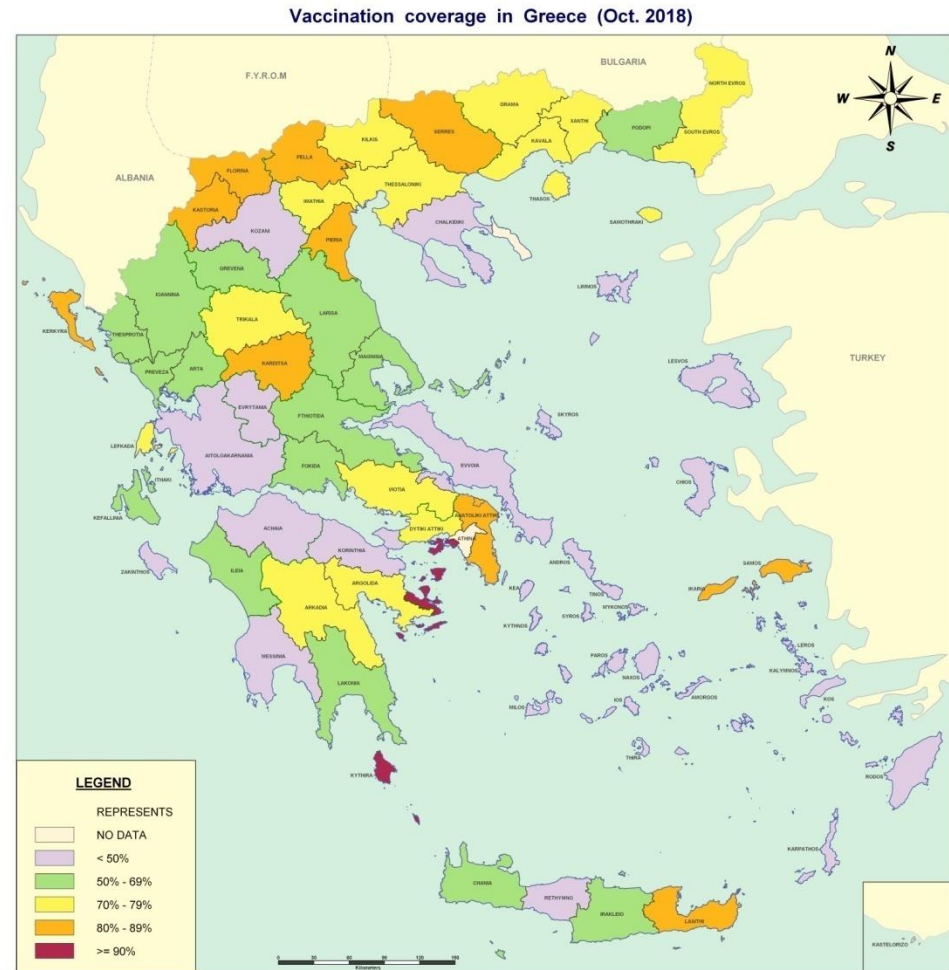 Vaccination coverage in Greece (Oct. 2018)
F.Y.R.O.M
BULGARIA
N
W E
S
ALBANIA
TURKEY
NORTH EVROS
DRAMA
XANTHI
RODOPI
SERRES
KILKIS
KAVALA
SOUTH EVROS
PELLA
FLORINA
THESSALONIKI
IMATHIA
THASOS
KASTORIA
SAMOTHRAKI
CHALKIDIKI
KOZANI
PIERIA
GREVENA
LIMNOS
IOANNINA
LARISA
TRIKALA
KERKYRA
THESPROTIA
MAGNISIA
LESVOS
PREVEZA
ARTA
KARDITSA
EVRYTANIA
FTHIOTIDA
SKYROS
LEFKADA
AITOLOAKARNANIA
EVVOIA
FOKIDA
ITHAKI
CHIOS
VIOTIA
KEFALLINIA
ANATOLIKI ATTIKI
ACHAIA
DYTIKI ATTIKI
ATHINA
KORINTHIA
ANDROS
SAMOS
ZAKINTHOS
ILEIA
ARGOLIDA
KEA
TINOS
IKARIA
ARKADIA
MYKONOS
SYROS
KYTHNOS
LEROS
MESSINIA
PAROS
NAXOS
KALYMNOS
LAKONIA
AMORGOS
KOS
MILOS
IOS
THIRA
KYTHIRA
RODOS
KARPATHOS
CHANIA
RETHYNNO
IRAKLEIO
LASITHI
KASTELORIZO
LEGEND
REPRESENTS
NO DATA
< 50%
50% - 69%
70% - 79%
80% - 89%
>= 90%
Kilometers